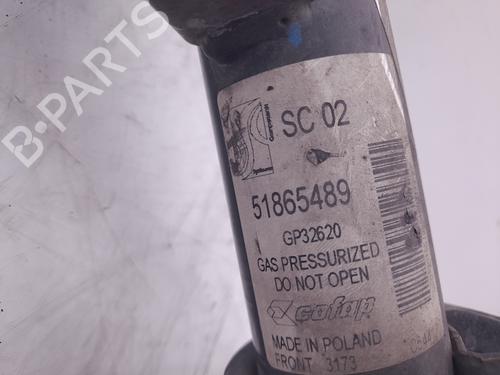 B-PARTS
SC 02
51865489
GP32620
GAS PRESSURIZED
DO NOT OPEN
cofap
MADE IN POLAND
FRONT 3173